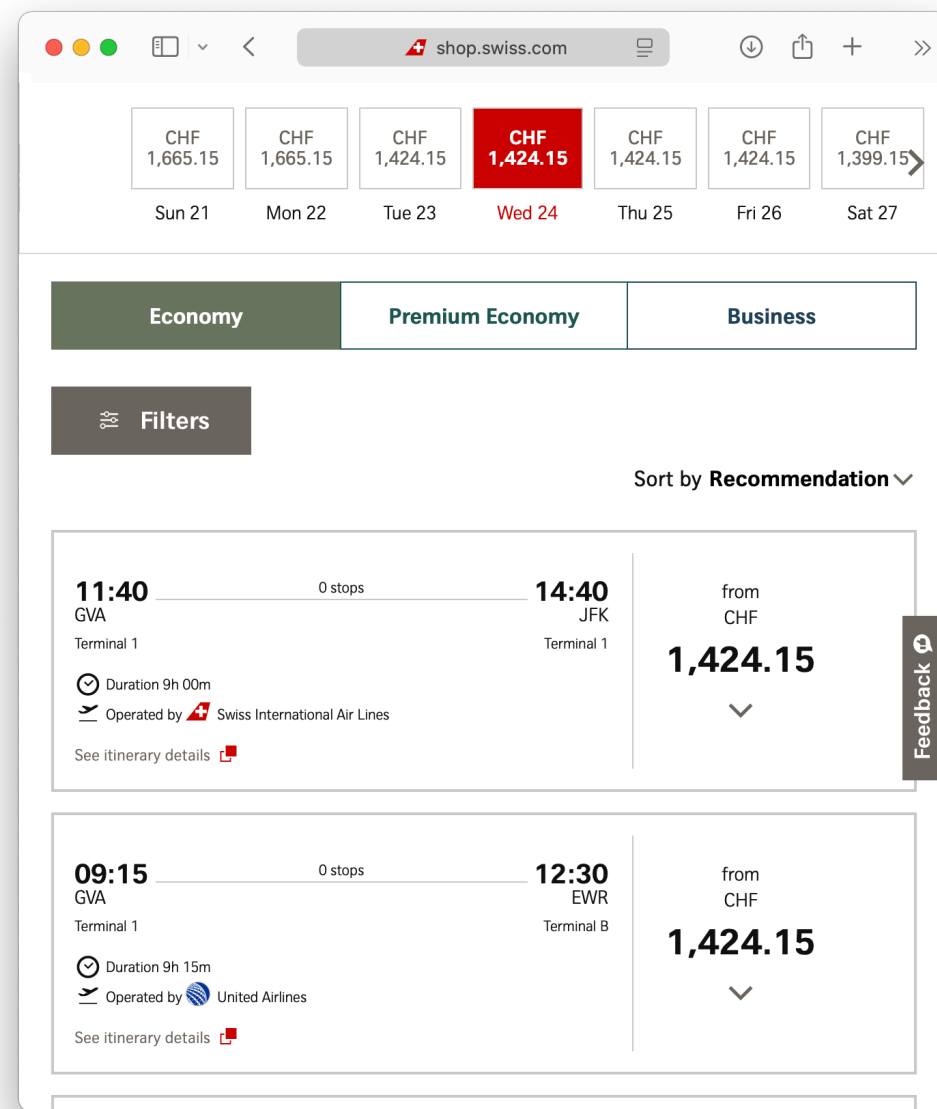 shop.swiss.com
CHF
1,665.15
CHF
1,665.15
CHF
1,424.15
CHF
1,424.15
CHF
1,424.15
CHF
1,424.15
CHF
1,399.15
Sun 21
Mon 22
Tue 23
Wed 24
Thu 25
Fri 26
Sat 27
Economy
Premium Economy
Business
Filters
Sort by Recommendation
11:40
0 stops
14:40
GVA
JFK
Terminal 1
Terminal 1
Duration 9h 00m
Operated by Swiss International Air Lines
See itinerary details
from
CHF
1,424.15
Feedback
09:15
0 stops
12:30
GVA
EWR
Terminal 1
Terminal B
Duration 9h 15m
Operated by United Airlines
See itinerary details
from
CHF
1,424.15